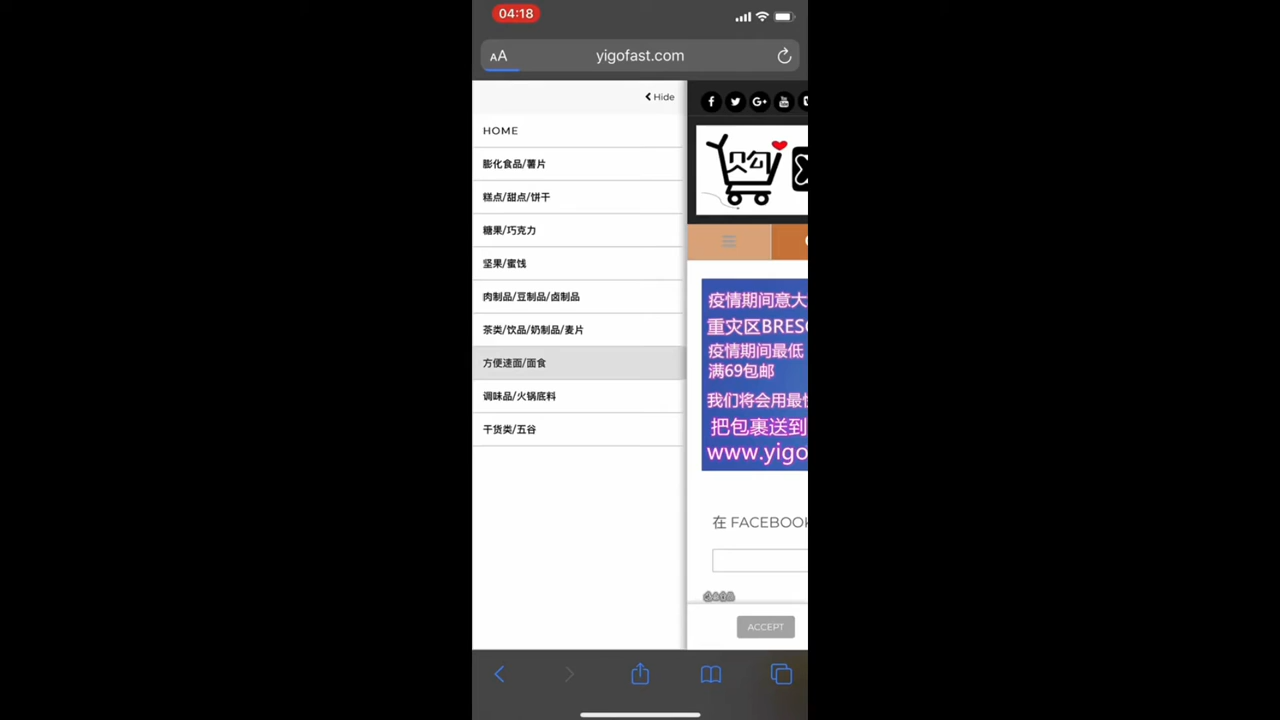 04:18
AA
yigofast.com
Hide
HOME
膨化食品/薯片
糕点/甜点/饼干
糖果/巧克力
坚果/蜜饯
肉制品/豆制品/卤制品
茶类/饮品/奶制品/麦片
方便速面/面食
调味品/火锅底料
干货类/五谷
购
疫情期间意大
重灾区BRES
疫情期间最低
满69包邮
我们将会用最
把包裹送到
www.yigo
在 FACEBOOK
ACCEPT